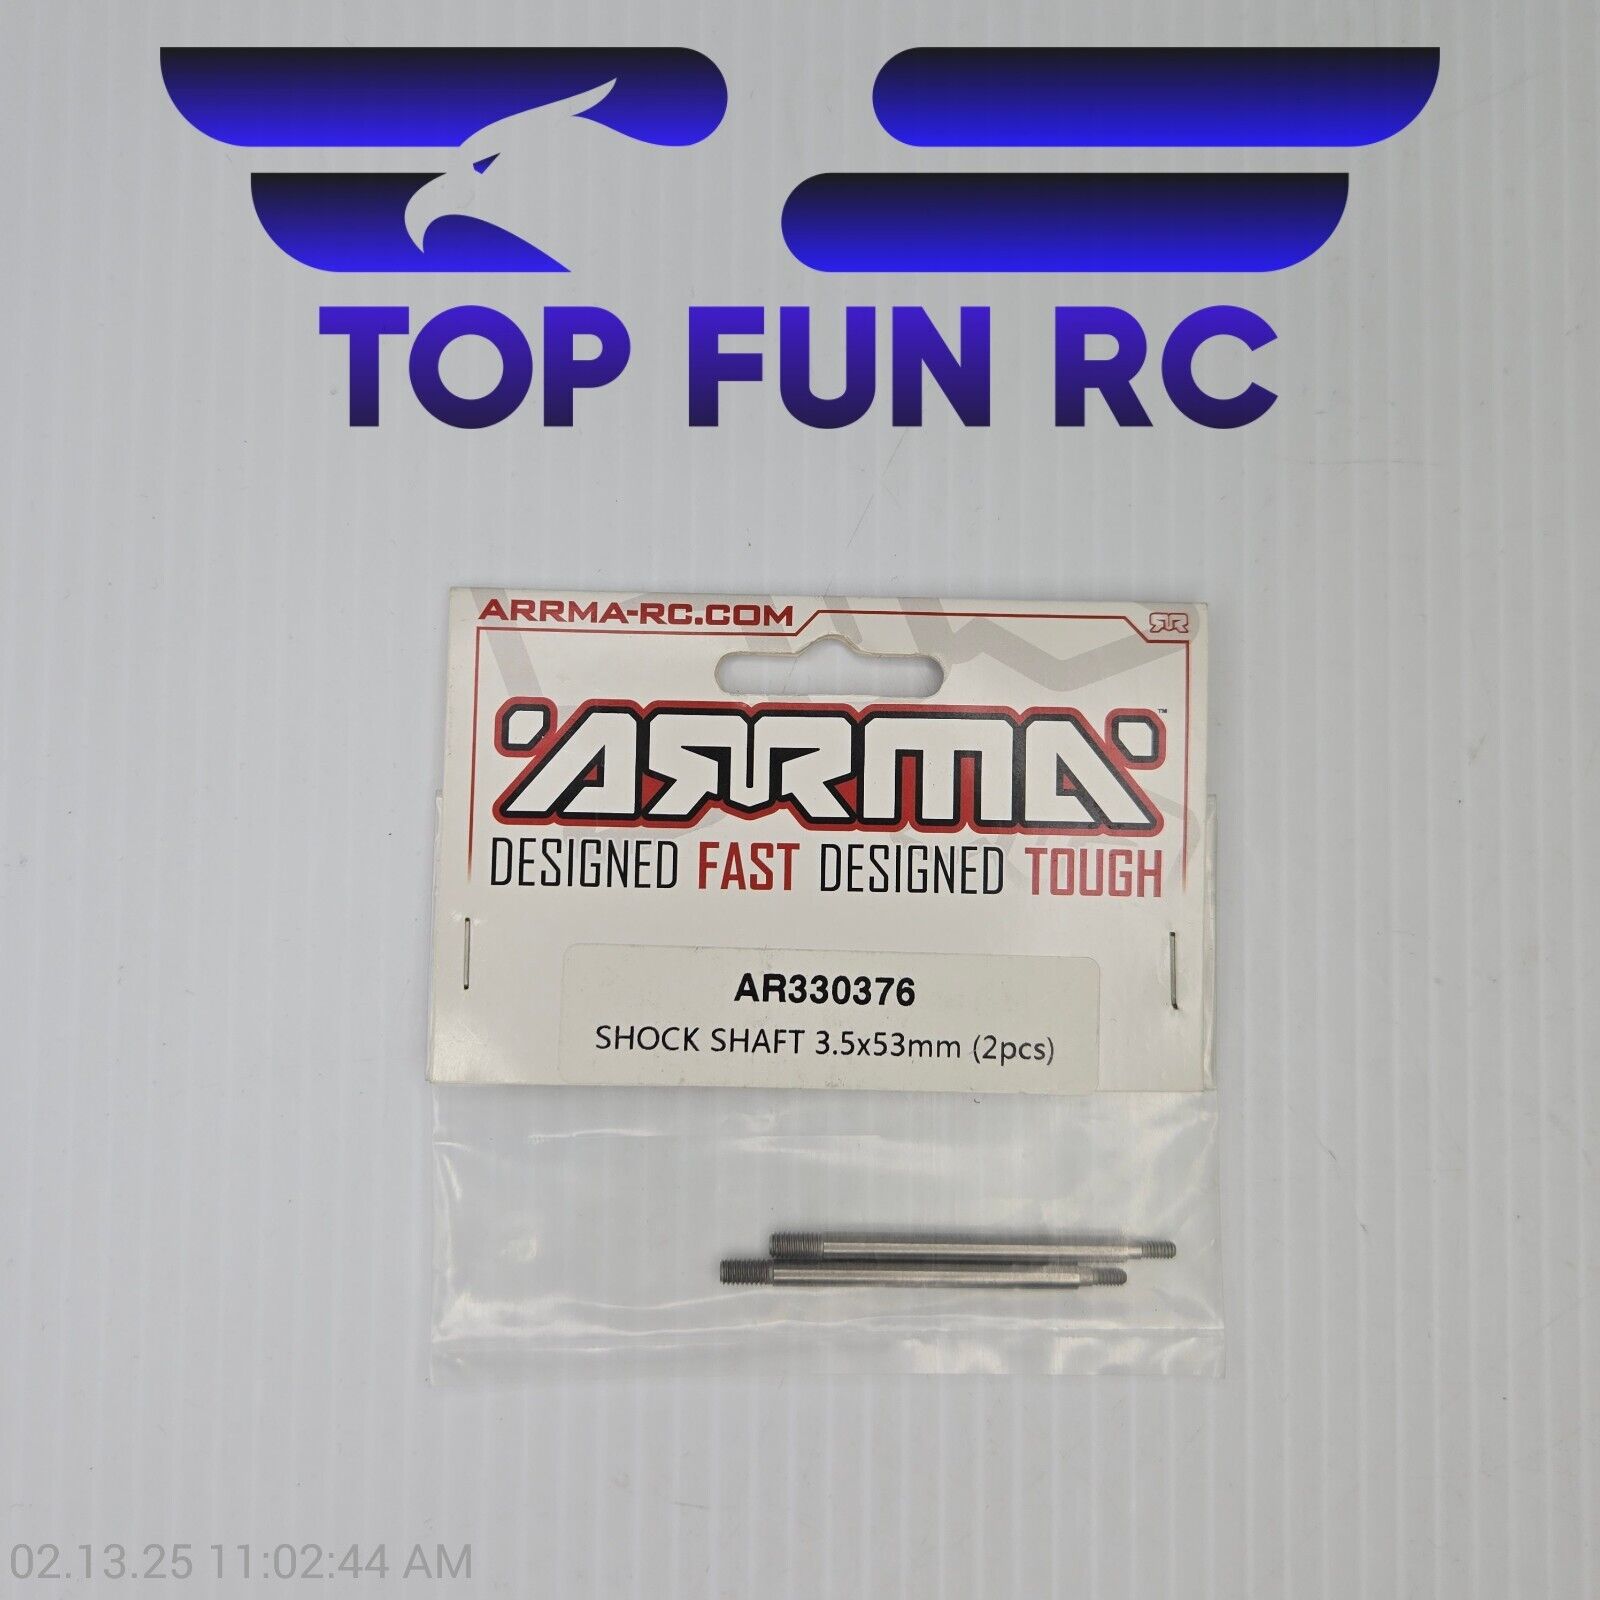 TOP FUN RC
ARRMA-RC.COM
ARRMA™
DESIGNED FAST DESIGNED TOUGH
AR330376
SHOCK SHAFT 3.5x53mm (2pcs)
02.13.25 11:02:44 AM